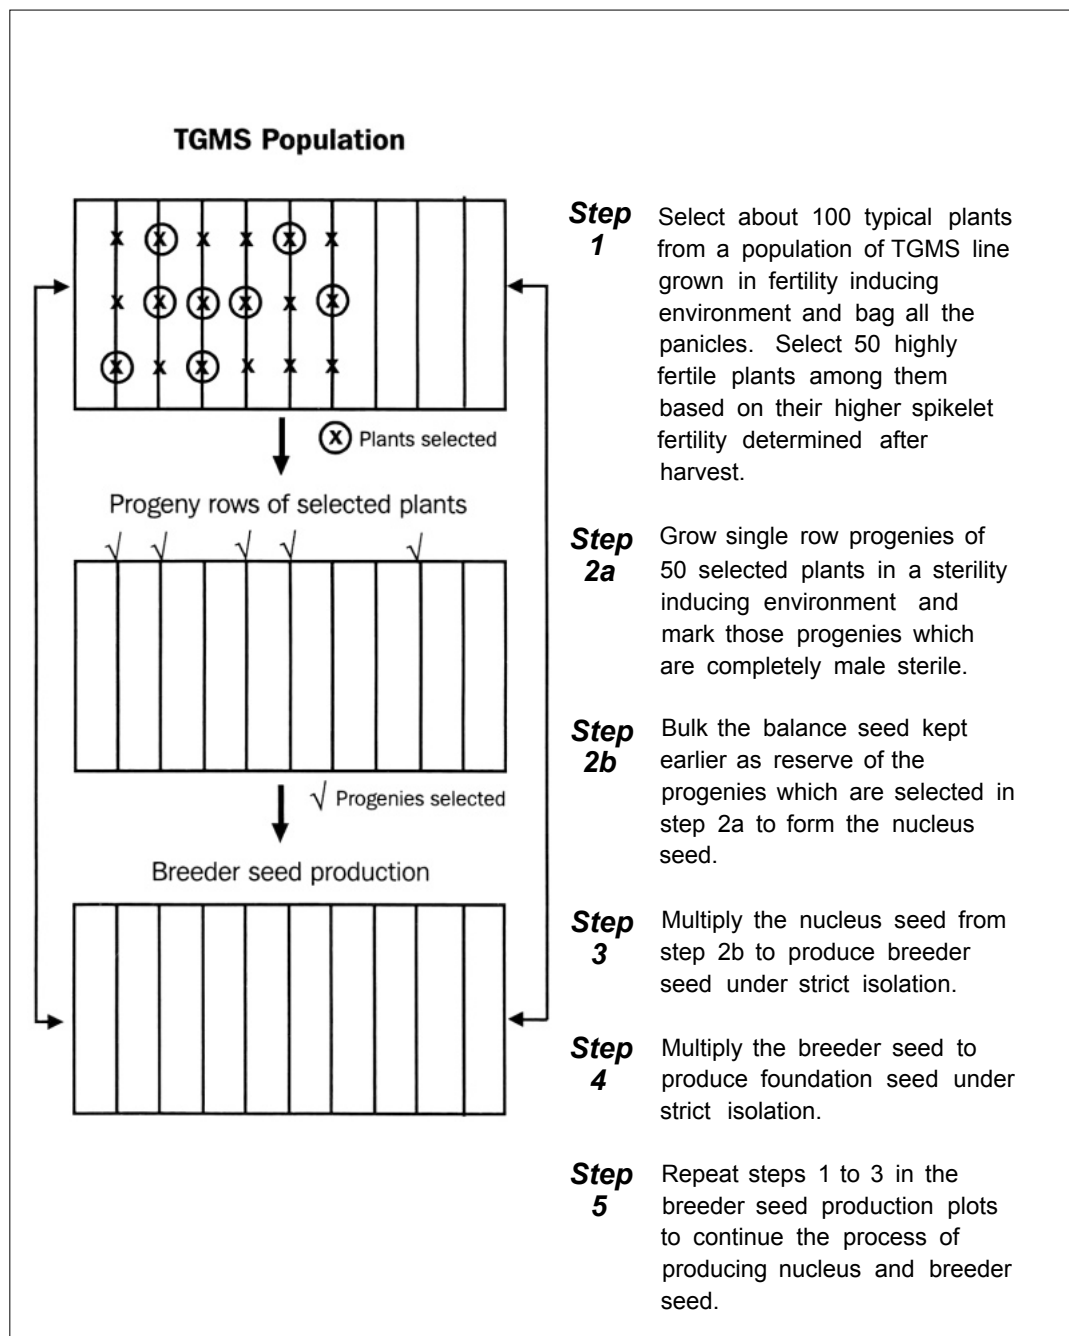 TGMS Population
x x x x x x
x x x x x x
x x x x x x
x Plants selected
Progeny rows of selected plants
√ √ √ √ √
√ Progenies selected
Breeder seed production
Step
1
Select about 100 typical plants
from a population of TGMS line
grown in fertility inducing
environment and bag all the
panicles. Select 50 highly
fertile plants among them
based on their higher spikelet
fertility determined after
harvest.
Step
2a
Grow single row progenies of
50 selected plants in a sterility
inducing environment and
mark those progenies which
are completely male sterile.
Step
2b
Bulk the balance seed kept
earlier as reserve of the
progenies which are selected in
step 2a to form the nucleus
seed.
Step
3
Multiply the nucleus seed from
step 2b to produce breeder
seed under strict isolation.
Step
4
Multiply the breeder seed to
produce foundation seed under
strict isolation.
Step
5
Repeat steps 1 to 3 in the
breeder seed production plots
to continue the process of
producing nucleus and breeder
seed.